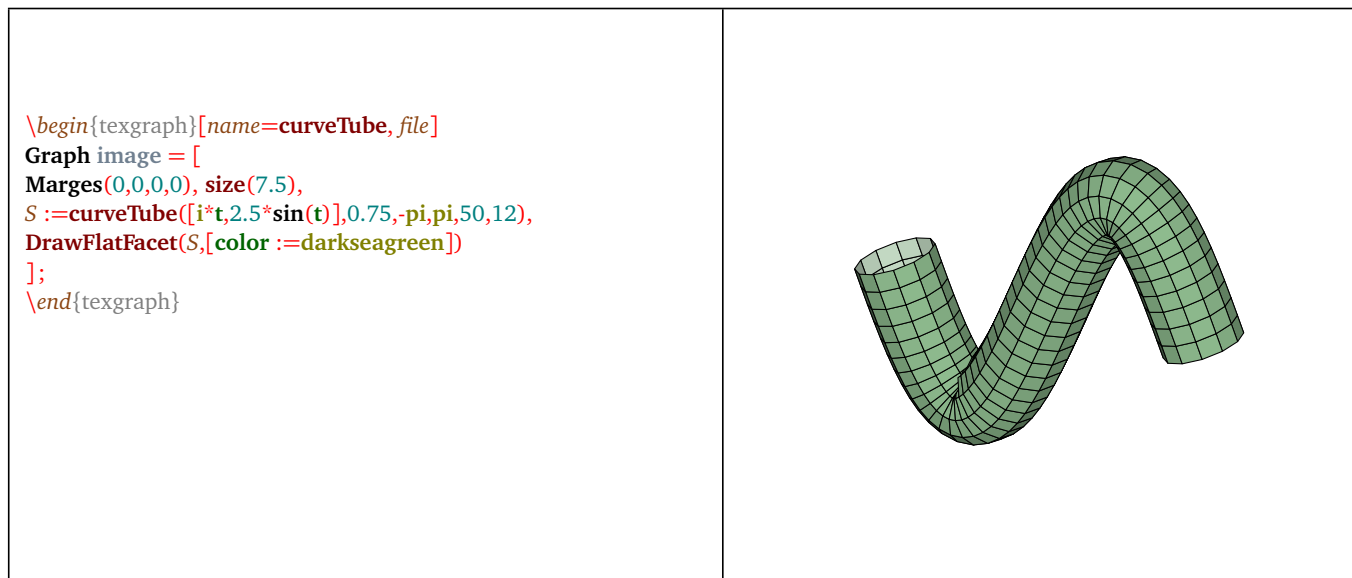 \begin{texgraph}[name=curveTube, file]
Graph image = [
Marges(0,0,0,0), size(7.5),
S :=curveTube([i*t,2.5*sin(t)],0.75,-pi,pi,50,12),
DrawFlatFacet(S,[color :=darkseagreen])
];
\end{texgraph}